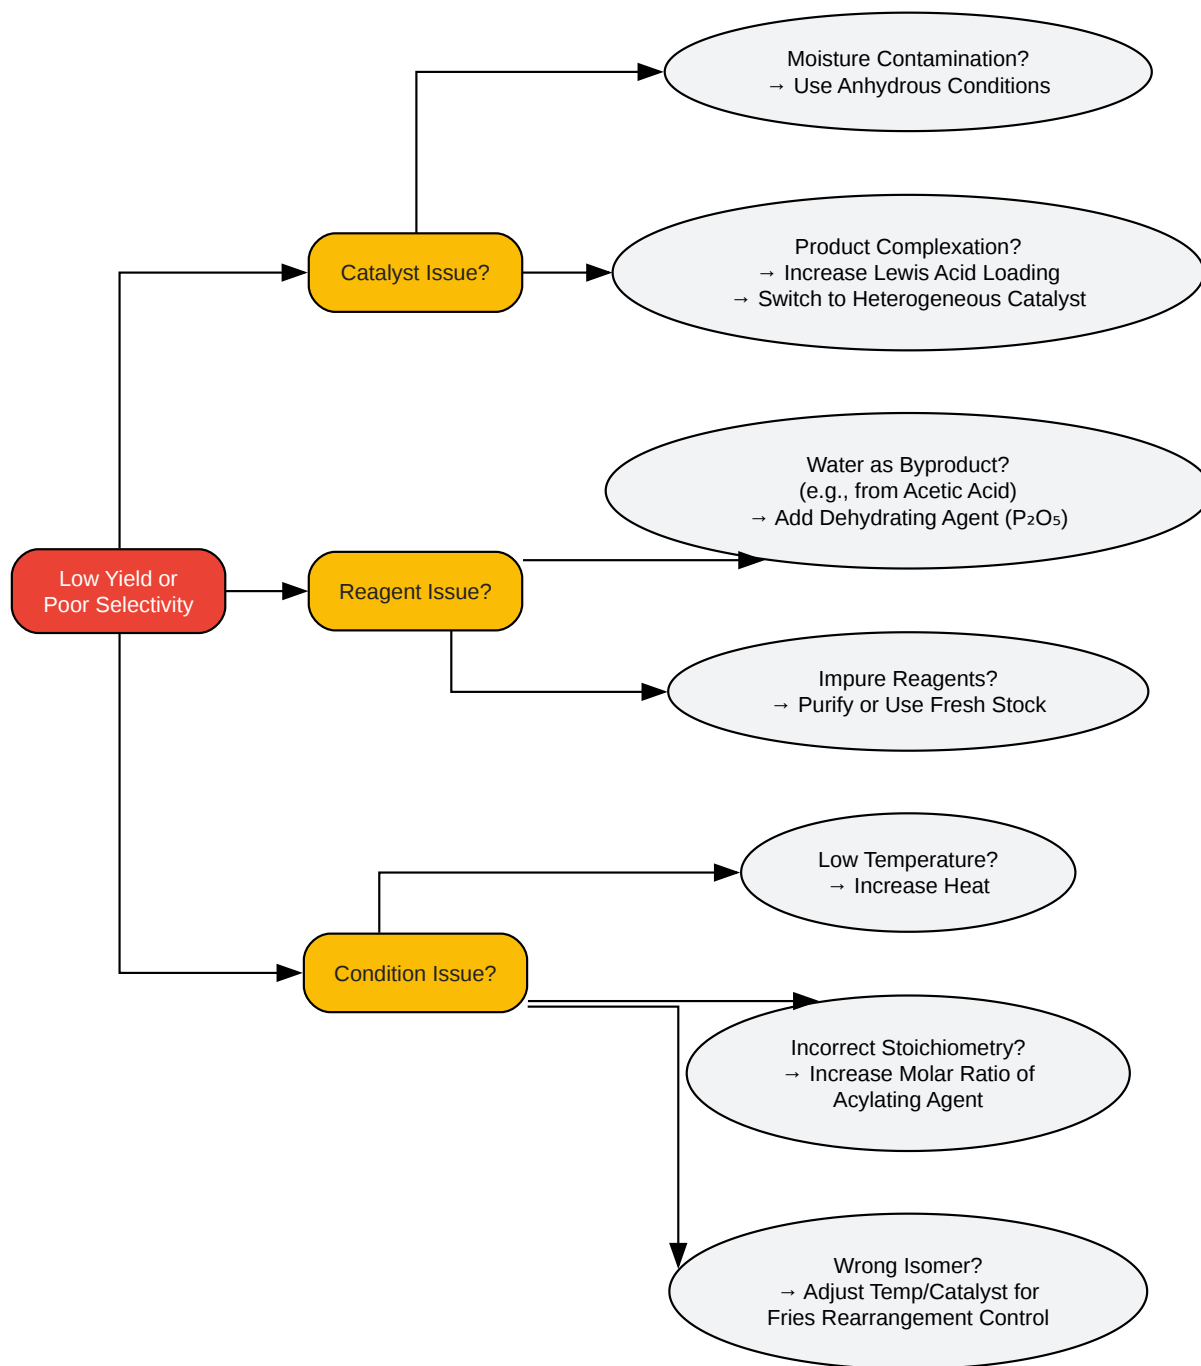 Moisture Contamination?
→ Use Anhydrous Conditions
Product Complexation?
→ Increase Lewis Acid Loading
→ Switch to Heterogeneous Catalyst
Catalyst Issue?
Water as Byproduct?
(e.g., from Acetic Acid)
→ Add Dehydrating Agent (P₂O₅)
Low Yield or
Poor Selectivity
Reagent Issue?
Impure Reagents?
→ Purify or Use Fresh Stock
Low Temperature?
→ Increase Heat
Condition Issue?
Incorrect Stoichiometry?
→ Increase Molar Ratio of
Acylating Agent
Wrong Isomer?
→ Adjust Temp/Catalyst for
Fries Rearrangement Control